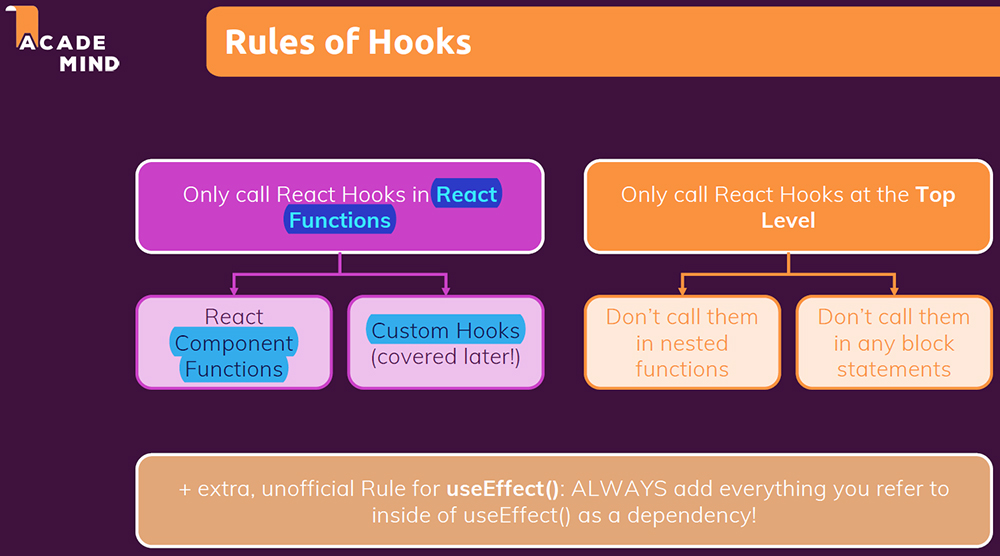 ACADE
MIND
Rules of Hooks
Only call React Hooks in React
Functions
React
Component
Functions
Custom Hooks
(covered later!)
Only call React Hooks at the Top
Level
Don't call them
in nested
functions
Don't call them
in any block
statements
+ extra, unofficial Rule for useEffect(): ALWAYS add everything you refer to
inside of useEffect() as a dependency!